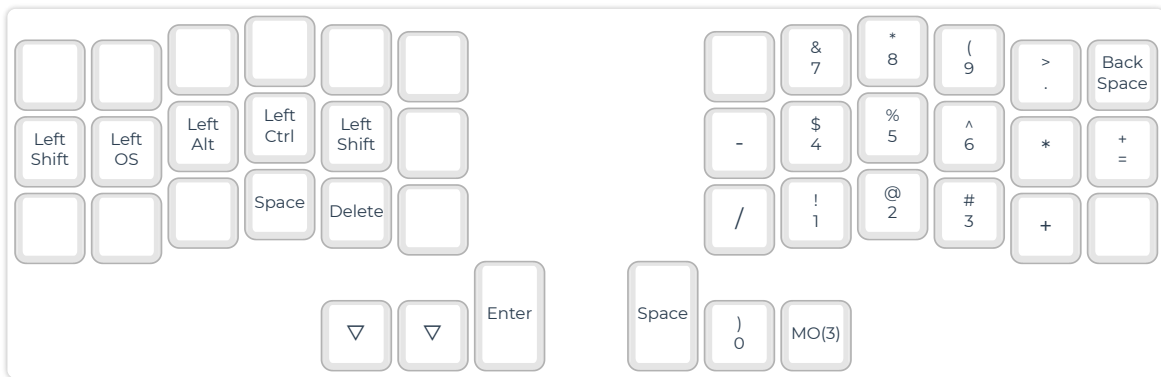 &
7
*
8
(
9
>
.
Back
Space
Left
Shift
Left
OS
Left
Alt
Left
Ctrl
Left
Shift
-
$
4
%
5
^
6
*
+
=
Space
Delete
/
!
1
@
2
#
3
+
▽
▽
Enter
Space
)
0
MO(3)